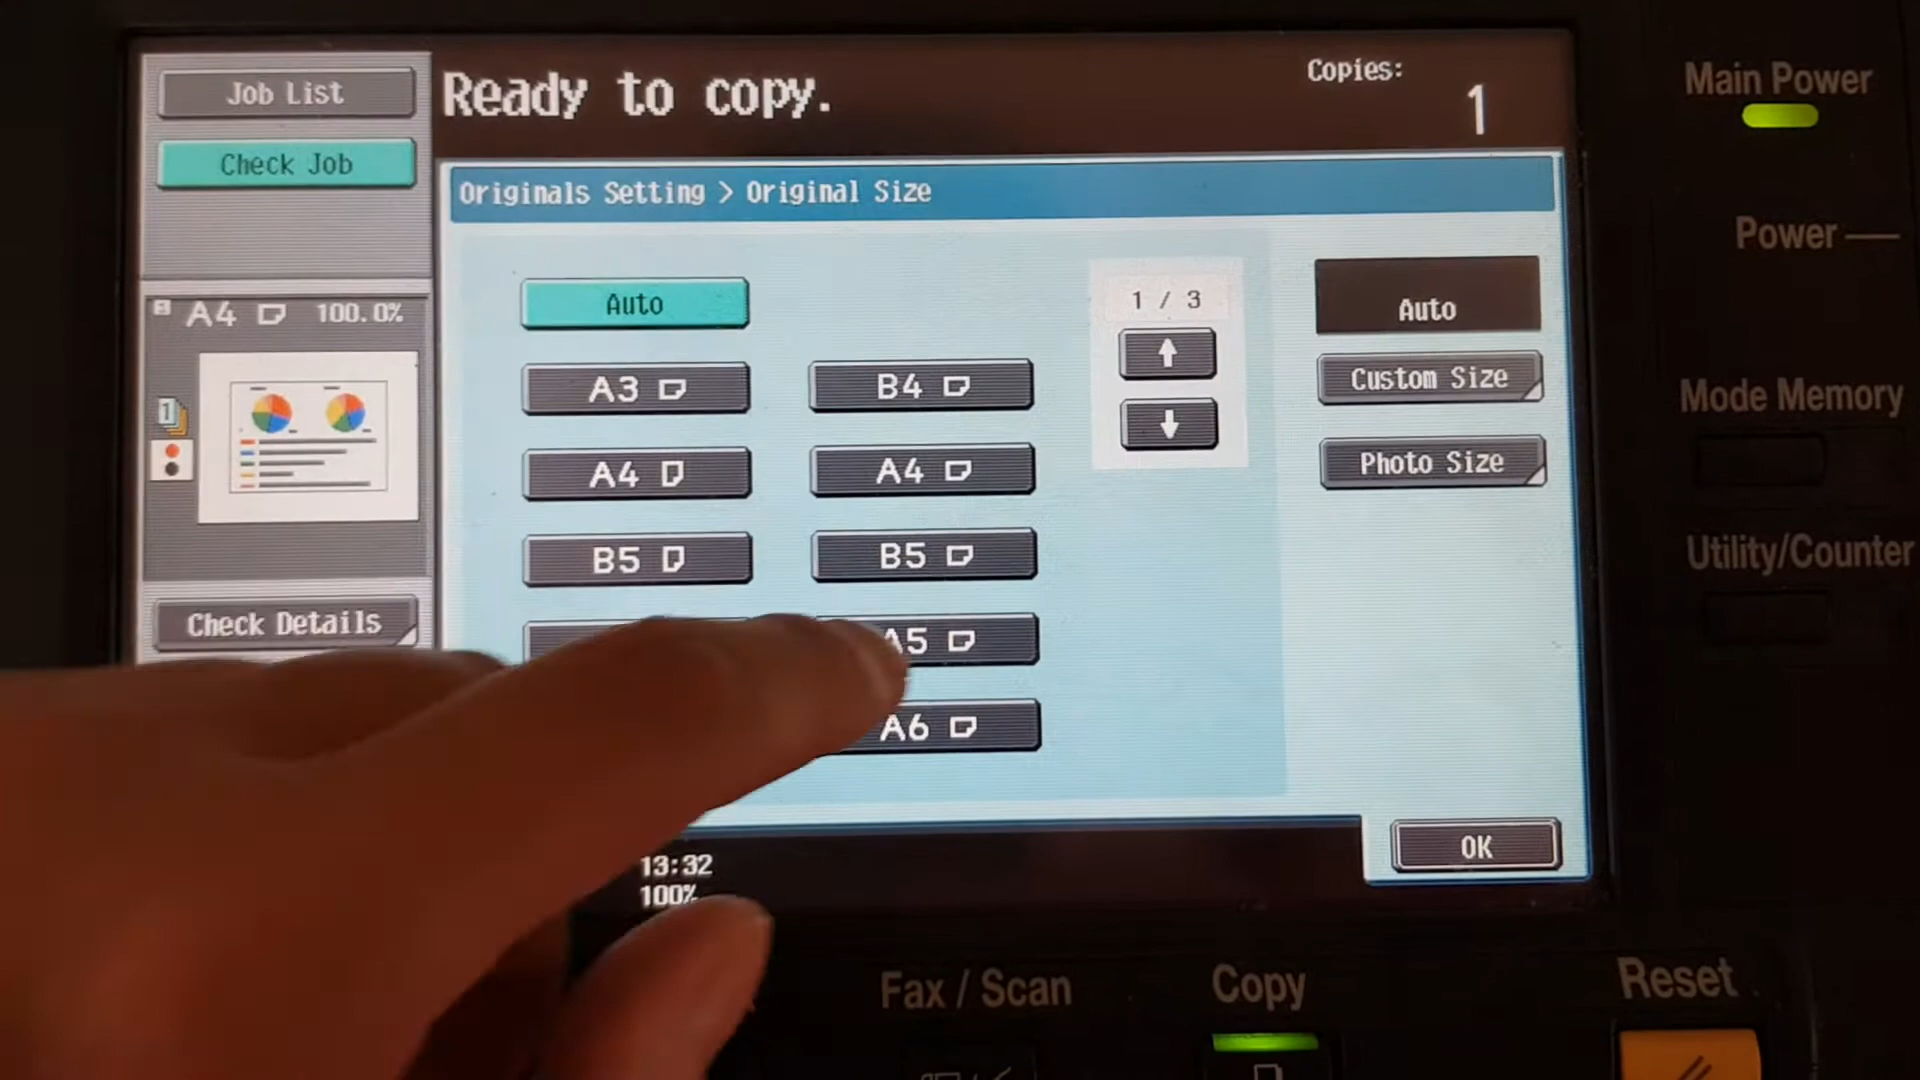 Job List
Check Job
Ready to copy.
Copies:
1
Main Power
Originals Setting > Original Size
Power
A4 100.0%
1
Auto
A3
B4
A4
A4
B5
B5
A5
A6
1 / 3
Auto
Custom Size
Photo Size
Mode Memory
Utility/Counter
Check Details
OK
13:32
100%
Fax / Scan
Copy
Reset